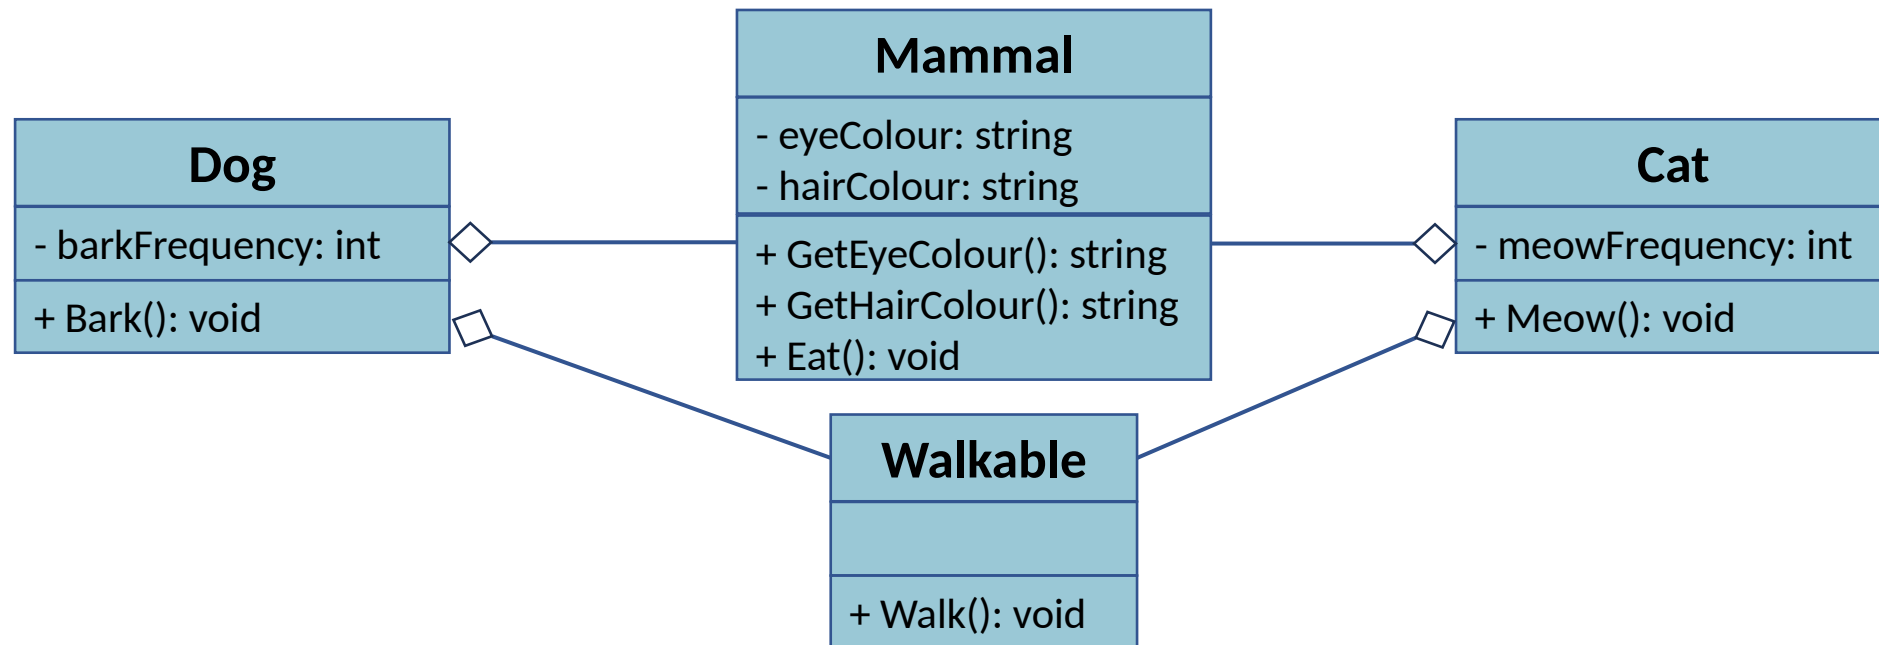 Mammal
- eyeColour: string
- hairColour: string
+ GetEyeColour(): string
+ GetHairColour(): string
+ Eat(): void
Dog
- barkFrequency: int
+ Bark(): void
Cat
- meowFrequency: int
+ Meow(): void
Walkable
+ Walk(): void